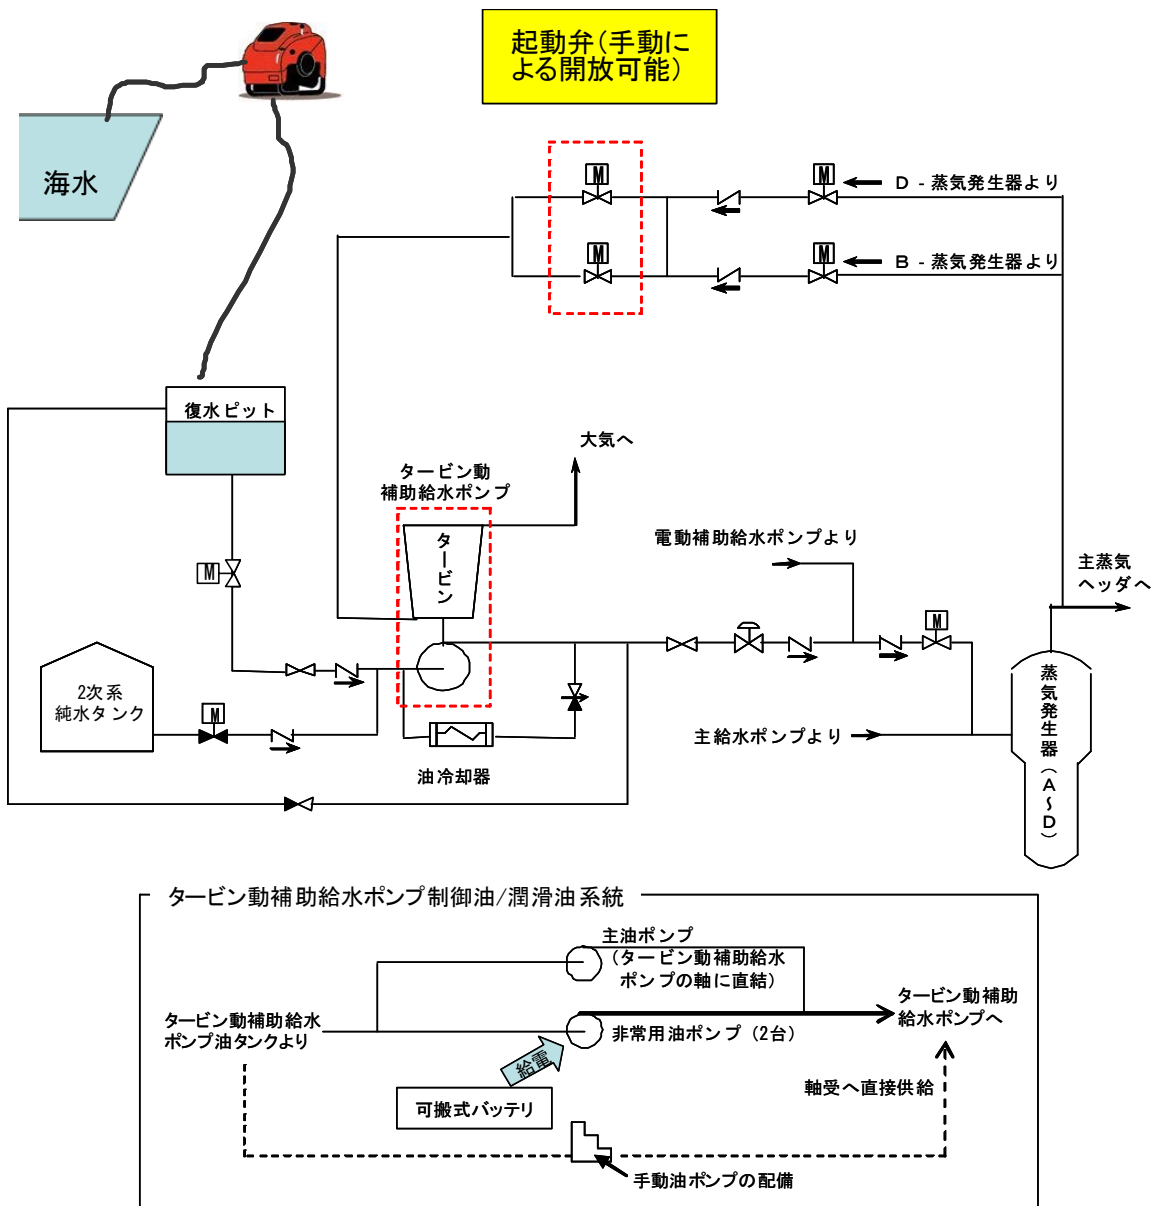 起動弁(手動に
よる開放可能)
海水
M
M
D - 蒸気発生器より
M
M
B - 蒸気発生器より
復水ピット
大気へ
タービン動
補助給水ポンプ
タービン
電動補助給水ポンプより
主蒸気
ヘッダへ
M
M
2次系
純水タンク
M
主給水ポンプより
蒸気発生器(A~D)
油冷却器
タービン動補助給水ポンプ制御油/潤滑油系統
主油ポンプ
(タービン動補助給水
ポンプの軸に直結)
タービン動補助給水
ポンプ油タンクより
非常用油ポンプ(2台)
タービン動補助
給水ポンプへ
給電
可搬式バッテリ
軸受へ直接供給
手動油ポンプの配備